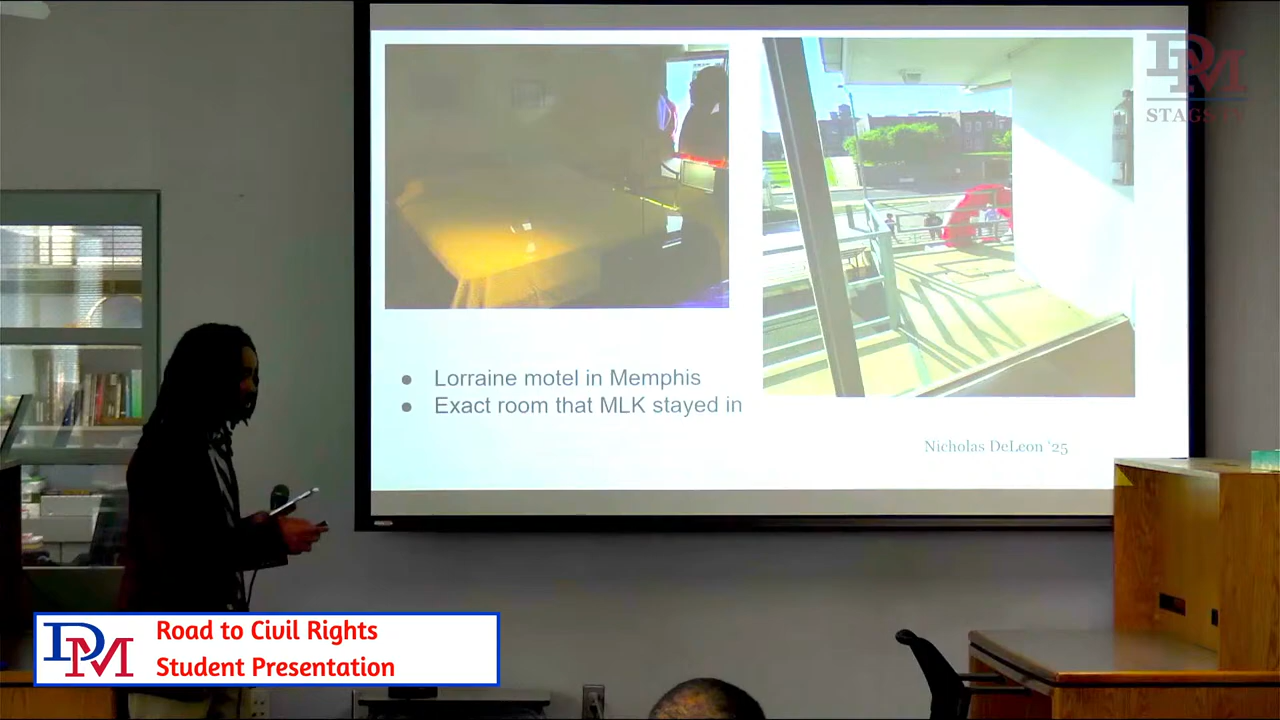 DM
STAGS TV
Lorraine motel in Memphis
Exact room that MLK stayed in
Nicholas DeLeon ‘25
DM
Road to Civil Rights
Student Presentation